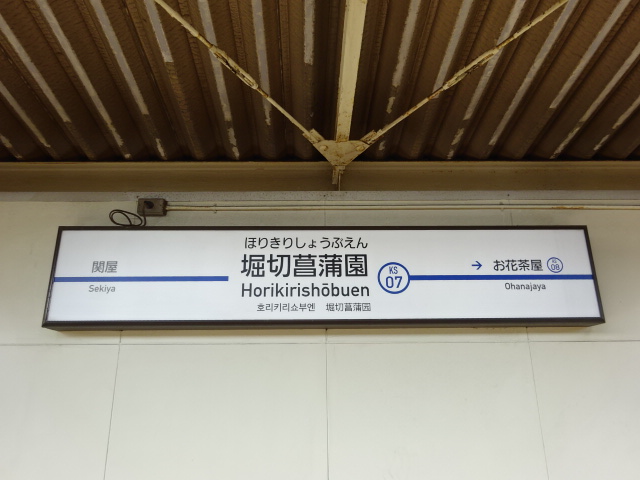 関屋
Sekiya
ほりきりしょうぶえん
堀切菖蒲園
Horikirishōbuen
호리키리쇼부엔 堀切菖蒲园
KS
07
→ お花茶屋
Ohanajaya
KS
08